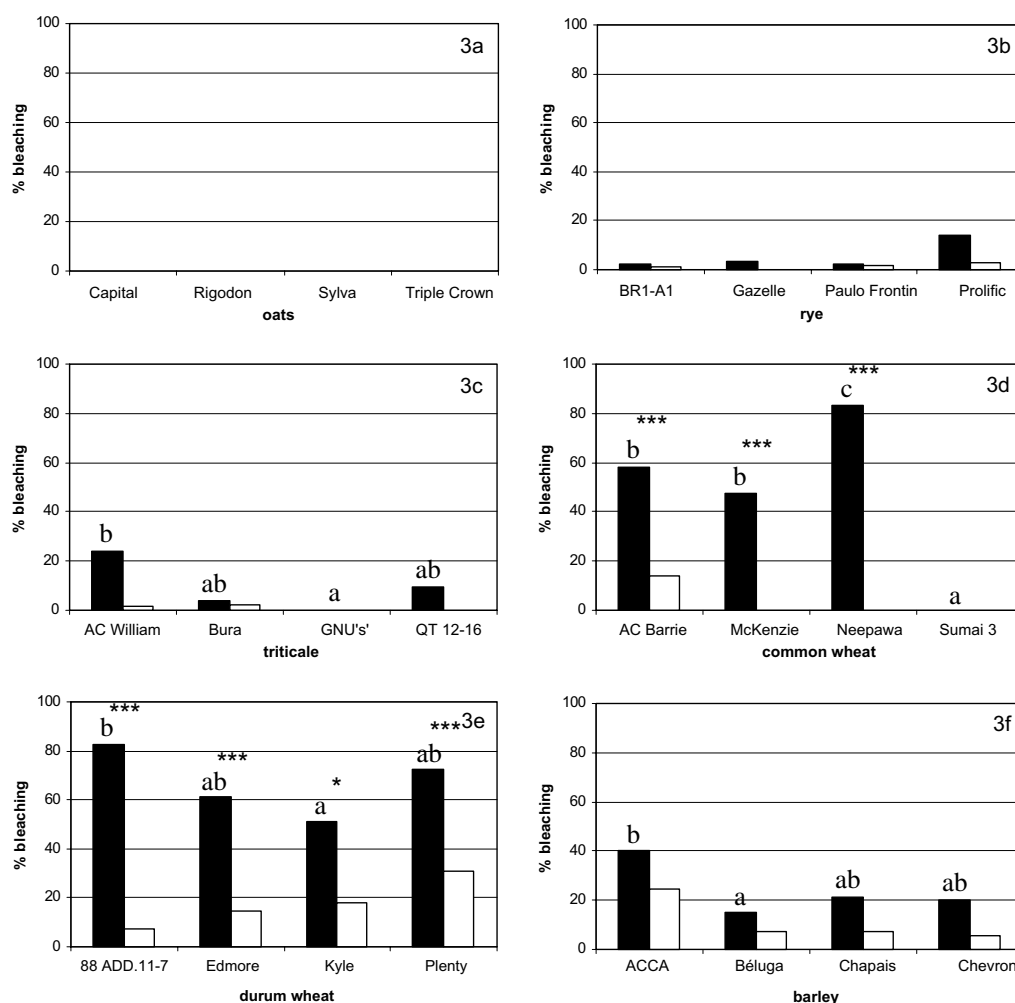 3a
100
80
60
40
20
0
% bleaching
Capital Rigodon Sylva Triple Crown
oats
3b
100
80
60
40
20
0
% bleaching
BR1-A1 Gazelle Paulo Frontin Prolific
rye
3c
100
80
60
40
20
0
% bleaching
b ab a ab
AC William Bura GNU's' QT 12-16
triticale
3d
100
80
60
40
20
0
% bleaching
*** *** ***
b b c a
AC Barrie McKenzie Neepawa Sumai 3
common wheat
3e
100
80
60
40
20
0
% bleaching
*** *** * ***
b ab a ab
88 ADD.11-7 Edmore Kyle Plenty
durum wheat
3f
100
80
60
40
20
0
% bleaching
b a ab ab
ACCA Béluga Chapais Chevron
barley